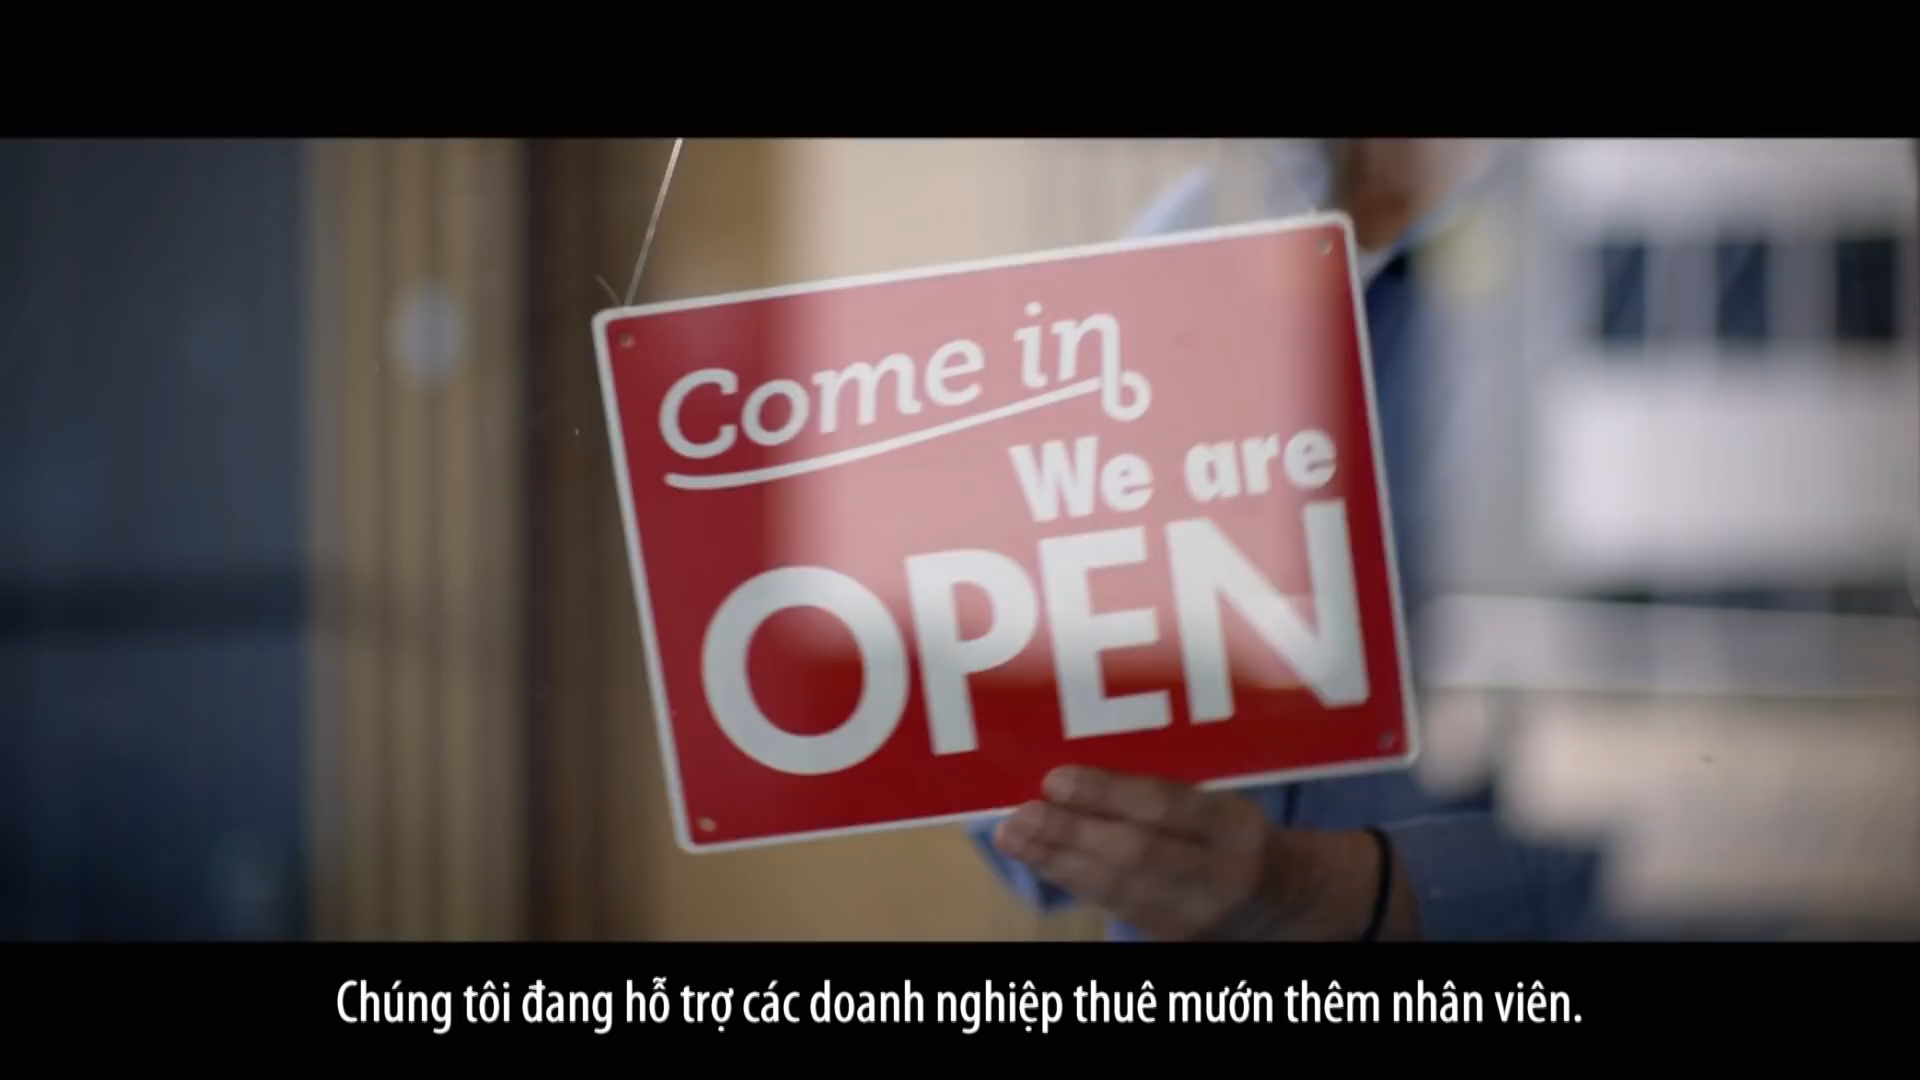 Come in
We are
OPEN
Chúng tôi đang hỗ trợ các doanh nghiệp thuê mướn thêm nhân viên.